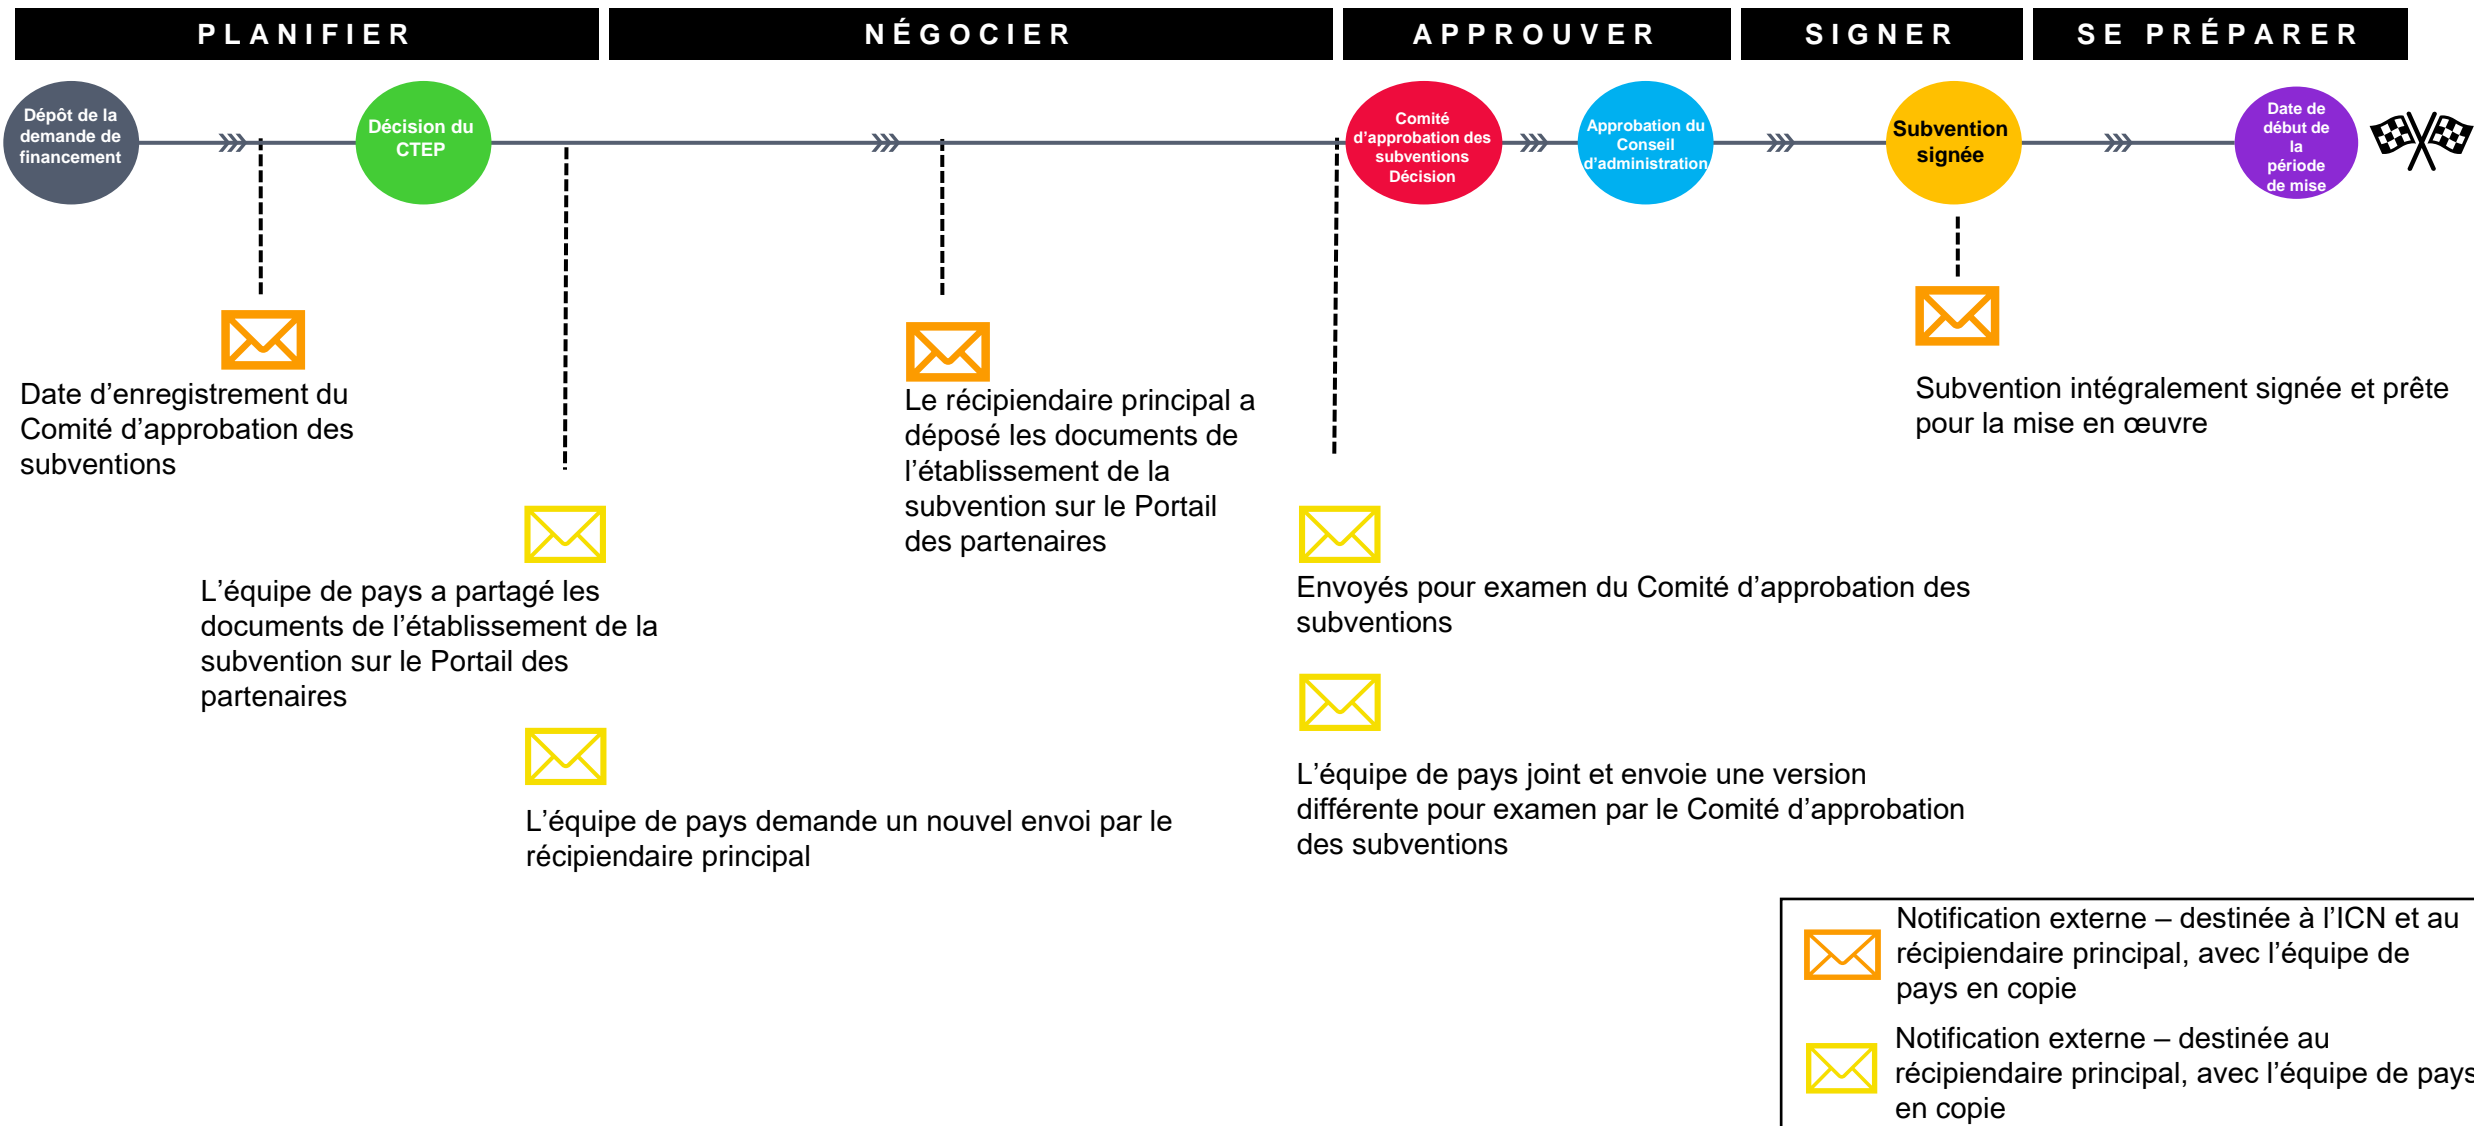 PLANIFIER
NÉGOCIER
APPROUVER
SIGNER
SE PRÉPARER
Dépôt de la
demande de
financement
Décision du
CTEP
Comité
d'approbation des
subventions
Décision
Approbation du
Conseil
d'administration
Subvention
signée
Date de
début de
la
période
de mise
Date d'enregistrement du
Comité d'approbation des
subventions
L'équipe de pays a partagé les
documents de l'établissement de la
subvention sur le Portail des
partenaires
L'équipe de pays demande un nouvel envoi par le
récipiendaire principal
Le récipiendaire principal a
déposé les documents de
l'établissement de la
subvention sur le Portail
des partenaires
Envoyés pour examen du Comité d'approbation des
subventions
L'équipe de pays joint et envoie une version
différente pour examen par le Comité d'approbation
des subventions
Subvention intégralement signée et prête
pour la mise en œuvre
Notification externe – destinée à l'ICN et au
récipiendaire principal, avec l'équipe de
pays en copie
Notification externe – destinée au
récipiendaire principal, avec l'équipe de pays
en copie